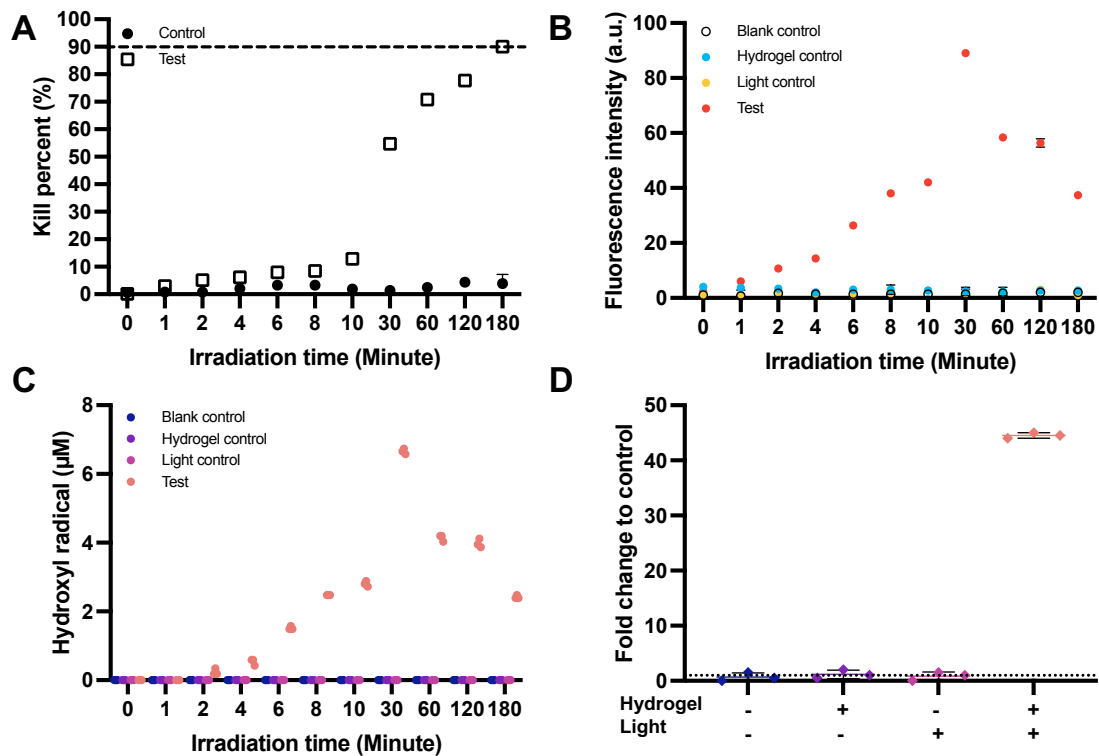 A
Control
Test
Kill percent (%)
100
90
80
70
60
50
40
30
20
10
0
0 1 2 4 6 8 10 30 60 120 180
Irradiation time (Minute)
B
Blank control
Hydrogel control
Light control
Test
Fluorescence intensity (a.u.)
100
80
60
40
20
0
0 1 2 4 6 8 10 30 60 120 180
Irradiation time (Minute)
C
Blank control
Hydrogel control
Light control
Test
Hydroxyl radical (µM)
8
6
4
2
0
0 1 2 4 6 8 10 30 60 120 180
Irradiation time (Minute)
D
Fold change to control
50
40
30
20
10
0
Hydrogel - + - +
Light - - + +